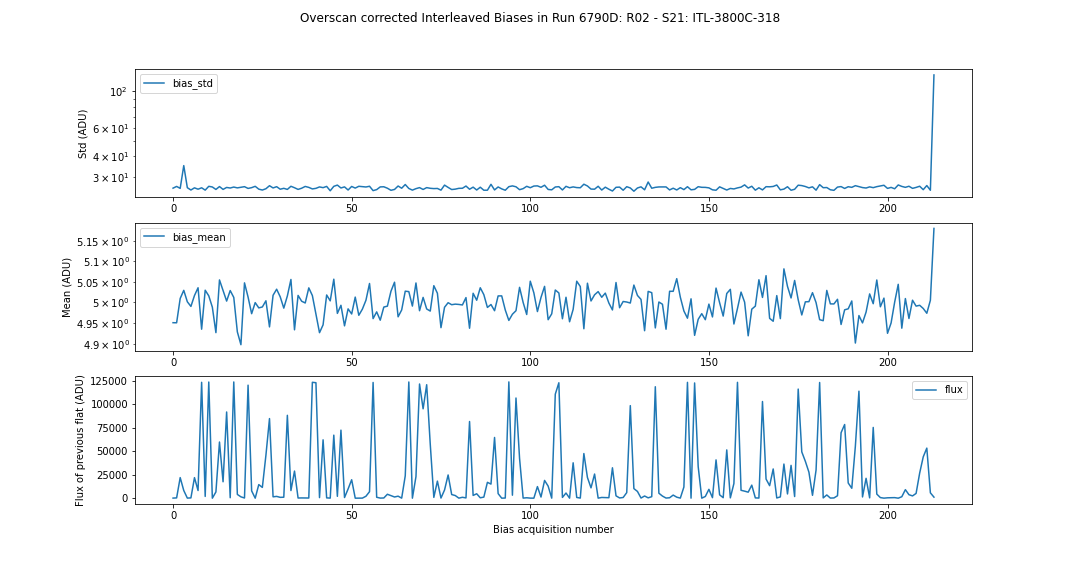 Overscan corrected Interleaved Biases in Run 6790D: R02 - S21: ITL-3800C-318
bias_std
Std (ADU)
10²
6 × 10¹
4 × 10¹
3 × 10¹
0 50 100 150 200
bias_mean
Mean (ADU)
5.15 × 10⁰
5.1 × 10⁰
5.05 × 10⁰
5 × 10⁰
4.95 × 10⁰
4.9 × 10⁰
0 50 100 150 200
flux
Flux of previous flat (ADU)
125000
100000
75000
50000
25000
0
0 50 100 150 200
Bias acquisition number